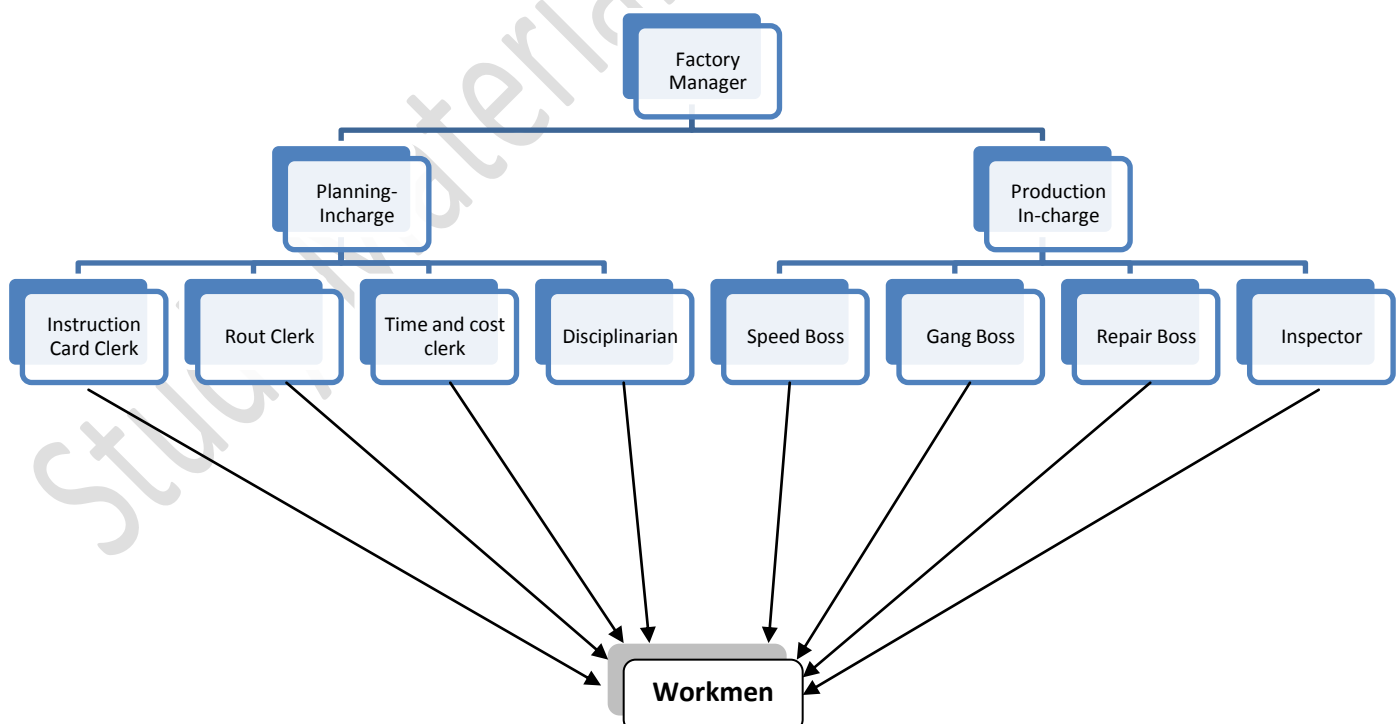 Factory
Manager
Planning-
Incharge
Production
In-charge
Instruction
Card Clerk
Rout Clerk
Time and cost
clerk
Disciplinarian
Speed Boss
Gang Boss
Repair Boss
Inspector
Workmen